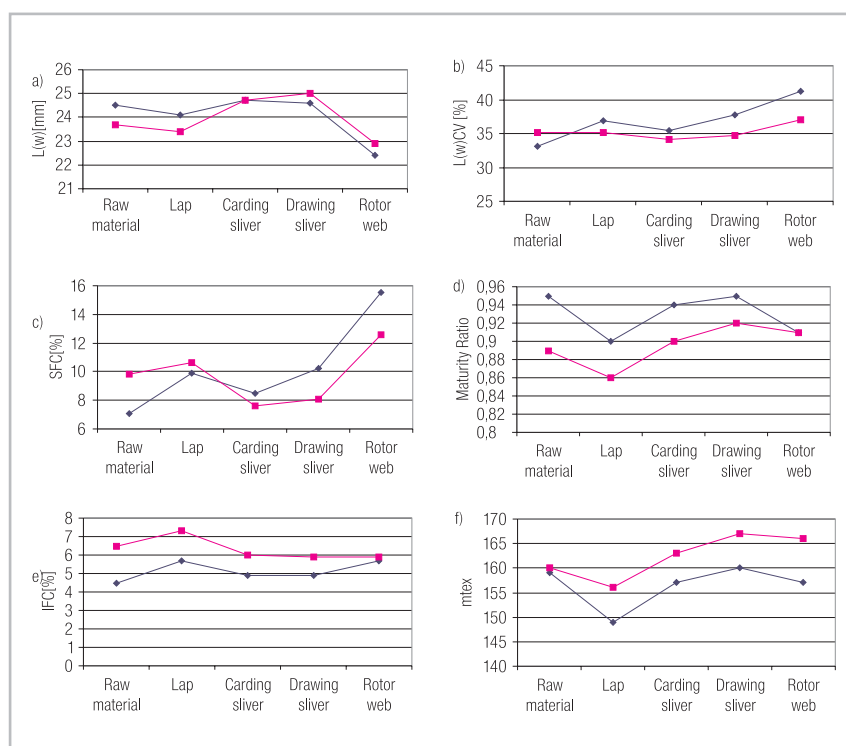 a)
L(w)[mm]
26
25
24
23
22
21
Raw
material
Lap
Carding
sliver
Drawing
sliver
Rotor
web
b)
L(w)CV [%]
45
40
35
30
25
Raw
material
Lap
Carding
sliver
Drawing
sliver
Rotor
web
c)
SFC[%]
16
14
12
10
8
6
Raw
material
Lap
Carding
sliver
Drawing
sliver
Rotor
web
d)
Maturity Ratio
0,96
0,94
0,92
0,9
0,88
0,86
0,84
0,82
0,8
Raw
material
Lap
Carding
sliver
Drawing
sliver
Rotor
web
e)
IFC[%]
8
7
6
5
4
3
2
1
0
Raw
material
Lap
Carding
sliver
Drawing
sliver
Rotor
web
f)
mtex
170
165
160
155
150
145
140
Raw
material
Lap
Carding
sliver
Drawing
sliver
Rotor
web